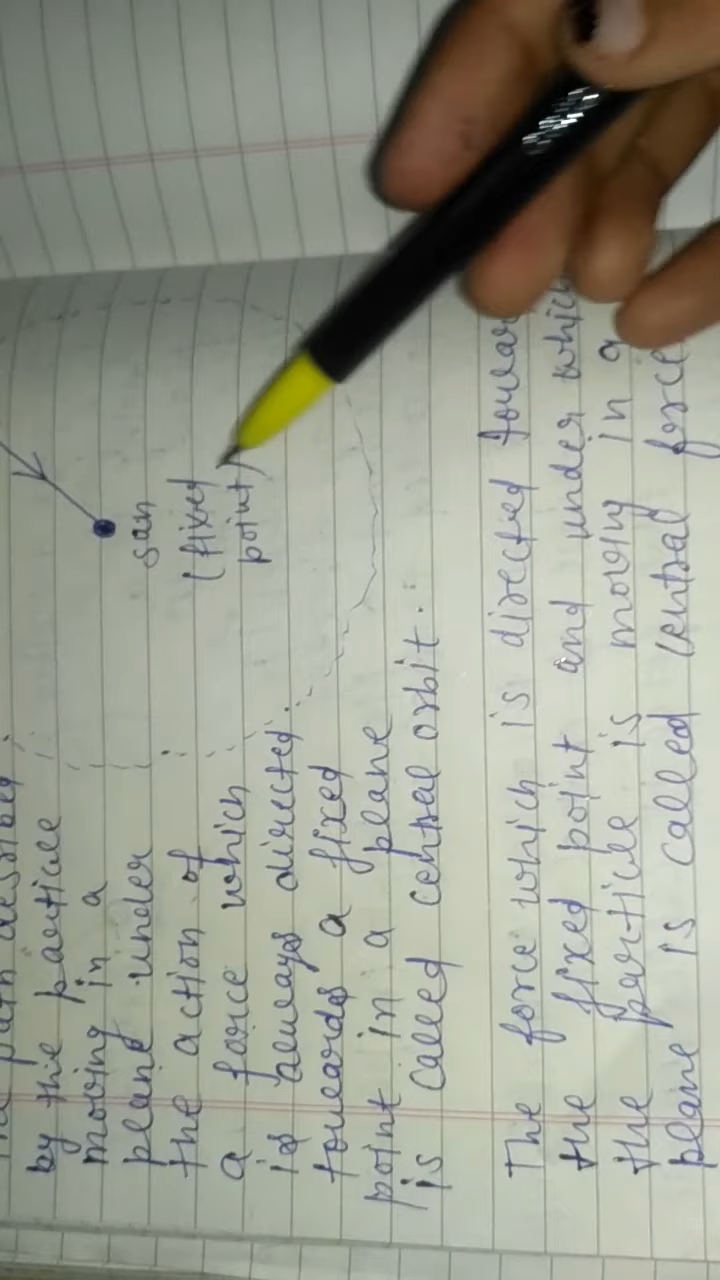 by the particle
moving in a
plane under
the action of
a force which
is always directed
towards a fixed
point in a plane
is called central orbit.
sun
(fixed
point)
The force which is directed towar
the fixed point and under which
the particle is moving in a
plane is called central force